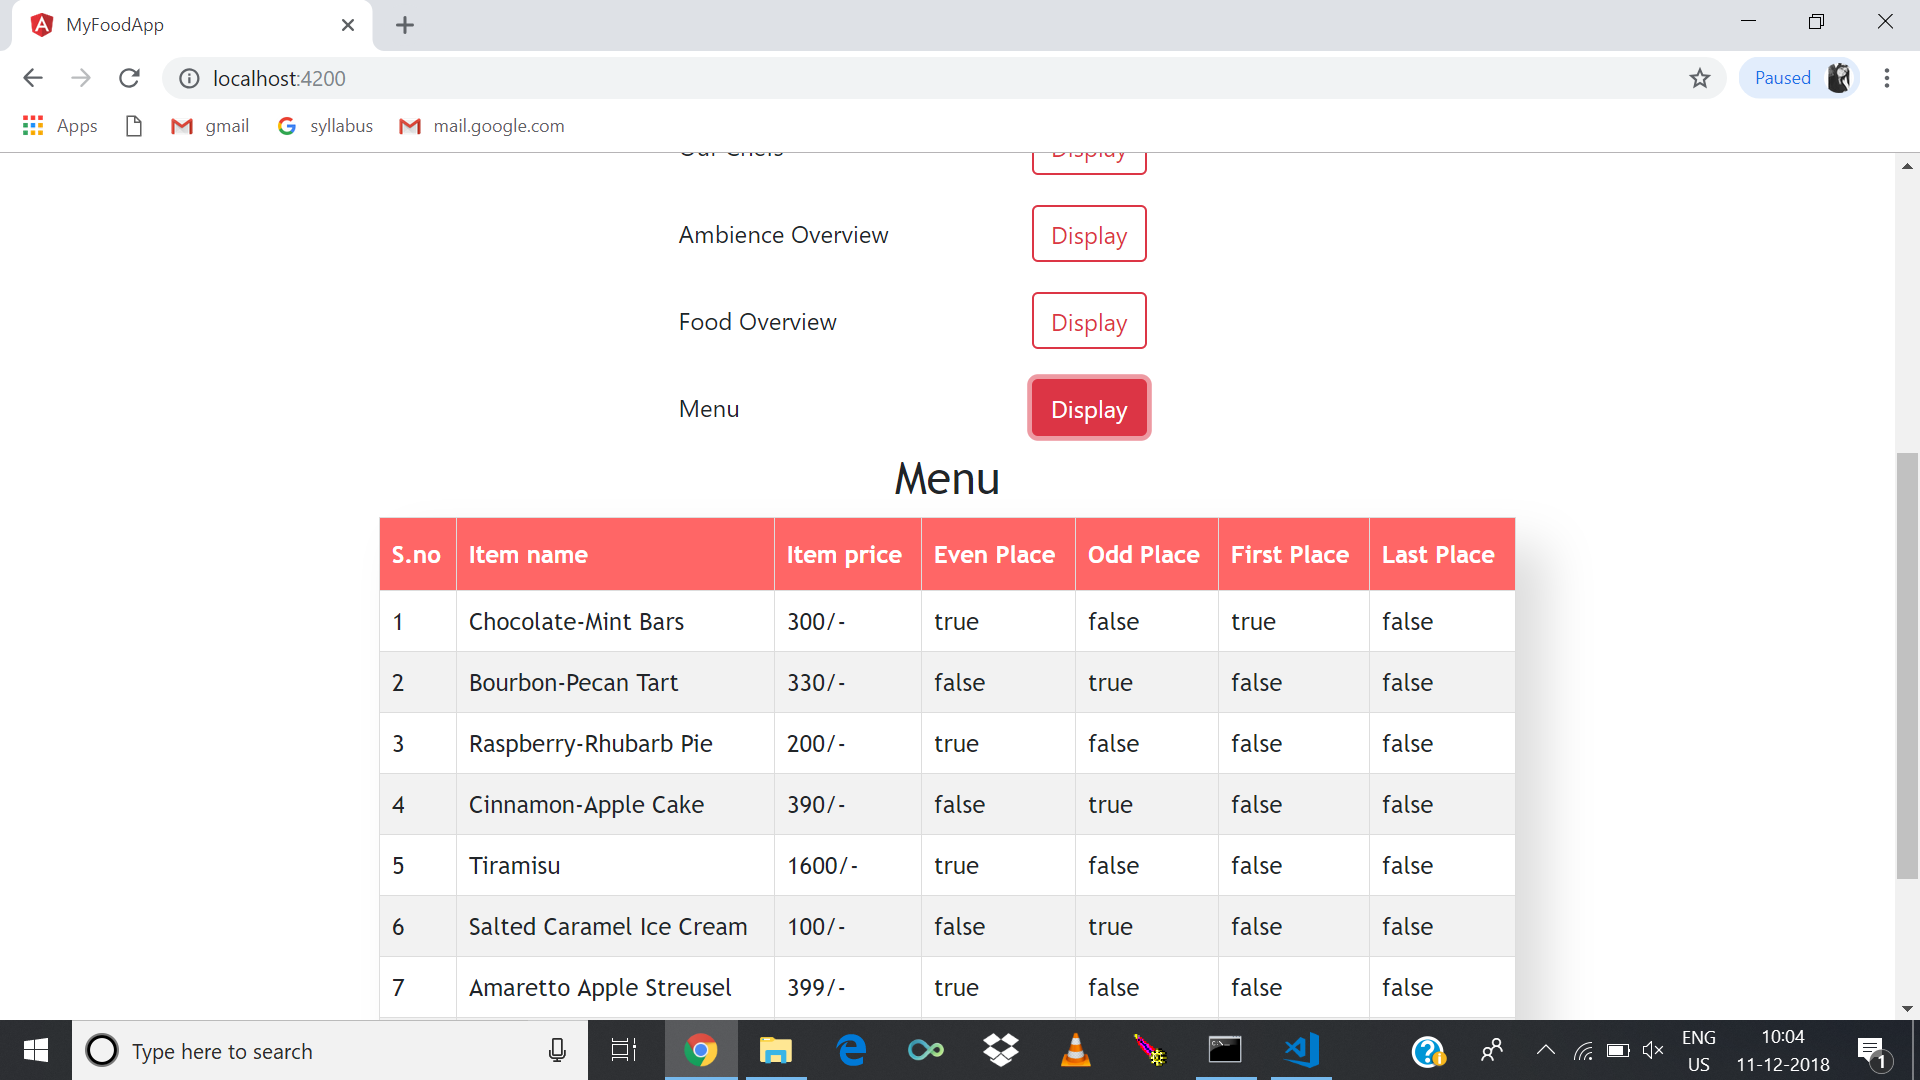 MyFoodApp
localhost:4200
Paused
Apps
gmail
syllabus
mail.google.com
Our Chefs Display
Ambience Overview Display
Food Overview Display
Menu Display
Menu
S.no Item name Item price Even Place Odd Place First Place Last Place
1 Chocolate-Mint Bars 300/- true false true false
2 Bourbon-Pecan Tart 330/- false true false false
3 Raspberry-Rhubarb Pie 200/- true false false false
4 Cinnamon-Apple Cake 390/- false true false false
5 Tiramisu 1600/- true false false false
6 Salted Caramel Ice Cream 100/- false true false false
7 Amaretto Apple Streusel 399/- true false false false
Type here to search
ENG
US
10:04
11-12-2018
1